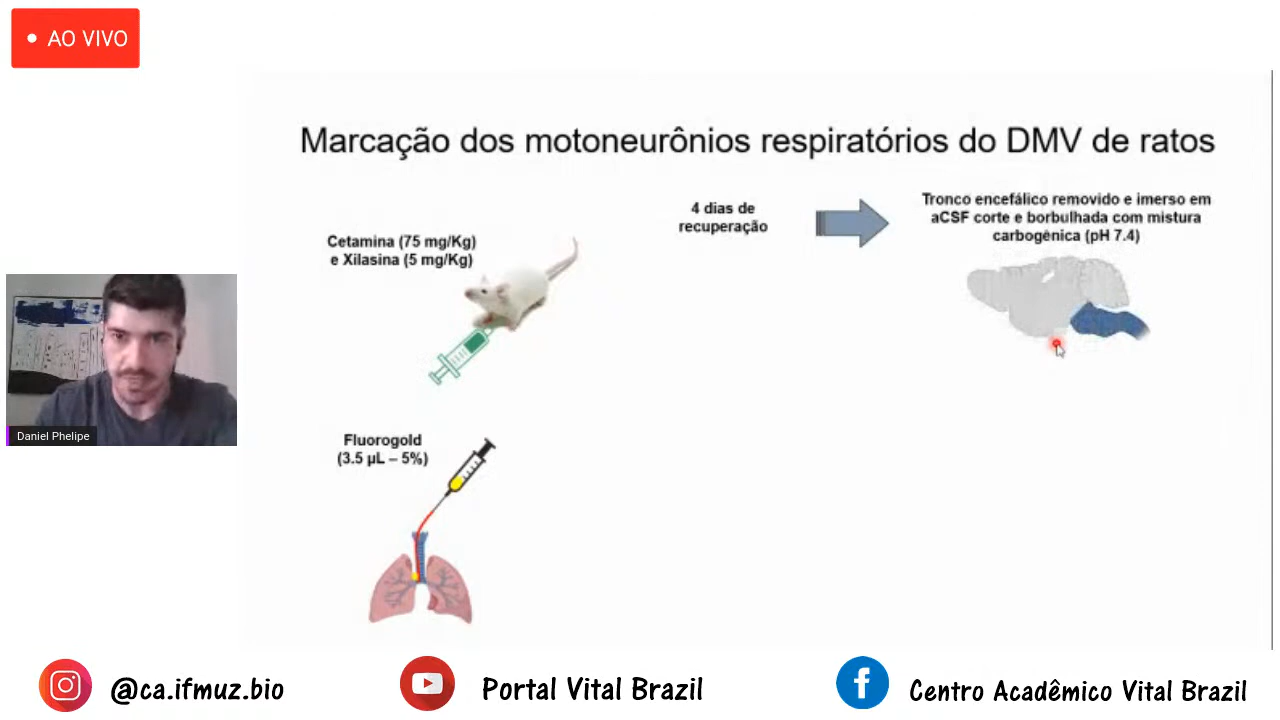 AO VIVO
Marcação dos motoneurônios respiratórios do DMV de ratos
Cetamina (75 mg/Kg)
e Xilasina (5 mg/Kg)
4 dias de
recuperação
Tronco encefálico removido e imerso em
aCSF corte e borbulhada com mistura
carbogênica (pH 7.4)
Daniel Phelipe
Fluorogold
(3.5 µL – 5%)
@ca.ifmuz.bio
Portal Vital Brazil
Centro Acadêmico Vital Brazil